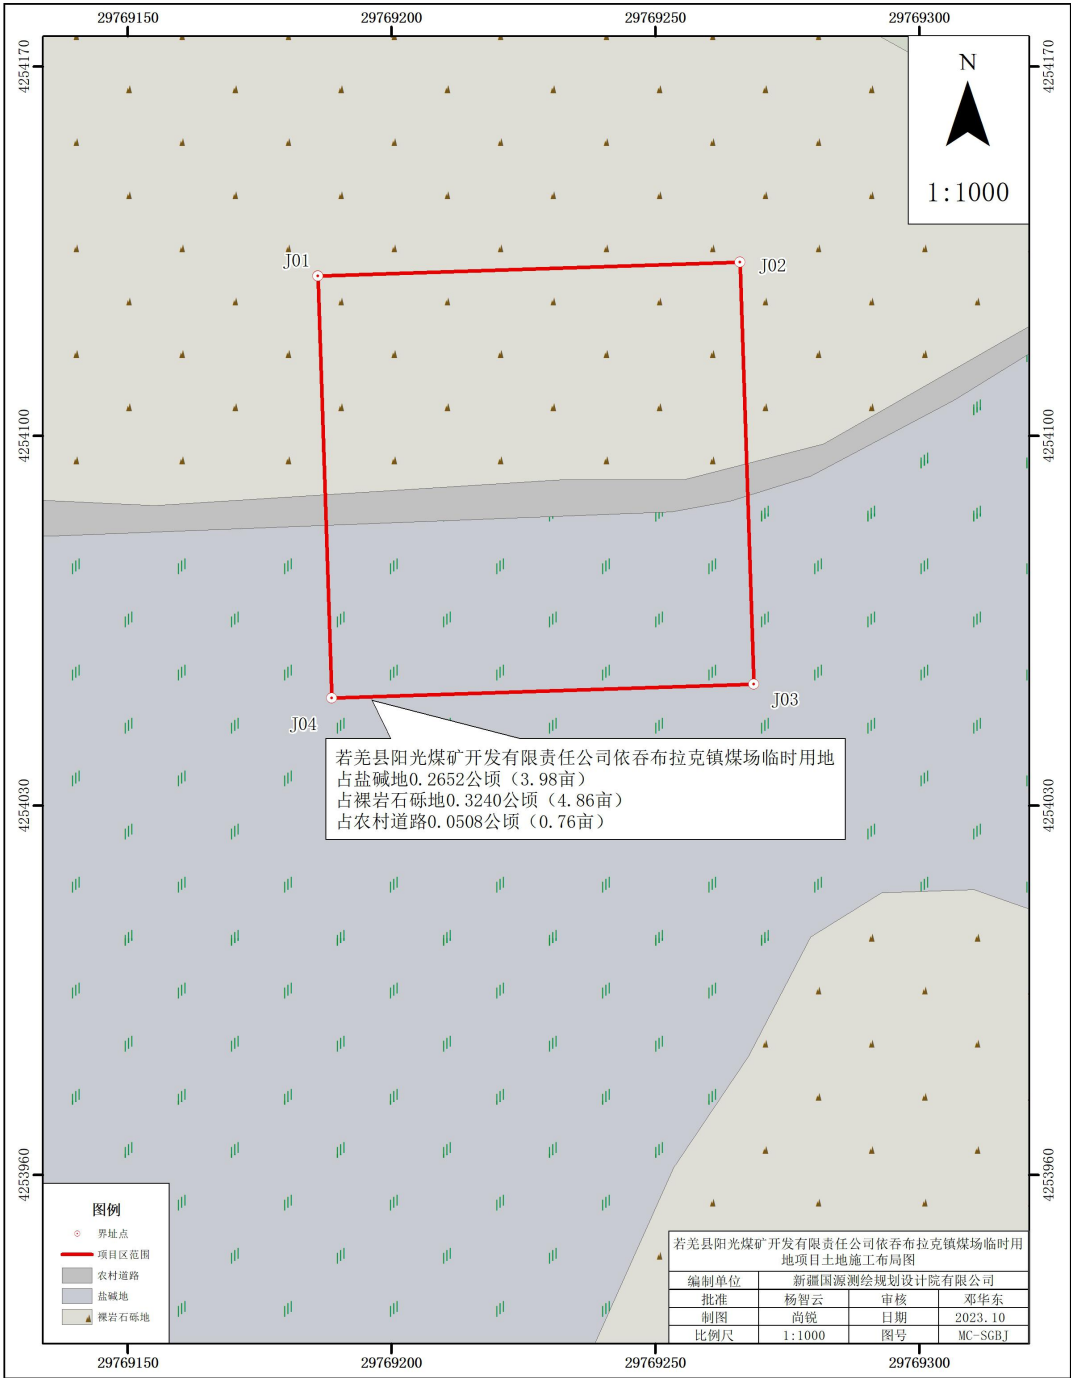 29769150
29769200
29769250
29769300
4254170
4254170
N
1:1000
J01
J02
4254100
4254100
J03
J04
若羌县阳光煤矿开发有限责任公司依吞布拉克镇煤场临时用地
占盐碱地0.2652公顷（3.98亩）
占裸岩石砾地0.3240公顷（4.86亩）
占农村道路0.0508公顷（0.76亩）
4254030
4254030
4253960
4253960
图例
界址点
项目区范围
农村道路
盐碱地
裸岩石砾地
若羌县阳光煤矿开发有限责任公司依吞布拉克镇煤场临时用
地项目土地施工布局图
编制单位 新疆国源测绘规划设计院有限公司
批准 杨智云 审核 邓华东
制图 尚锐 日期 2023.10
比例尺 1:1000 图号 MC-SGBJ
29769150
29769200
29769250
29769300